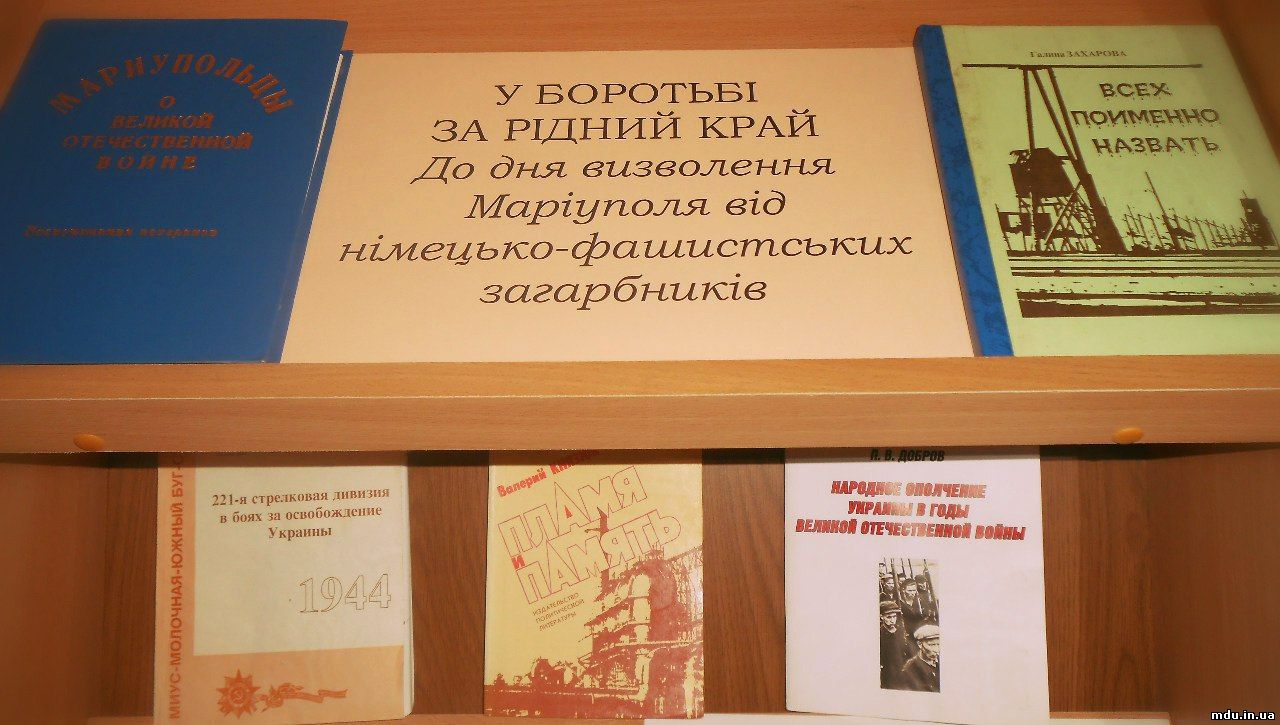 МАРИУПОЛЬЦЫ
О
ВЕЛИКОЙ
ОТЕЧЕСТВЕННОЙ
ВОЙНЕ
У БОРОТЬБІ
ЗА РІДНИЙ КРАЙ
До дня визволення
Маріуполя від
німецько-фашистських
загарбників
Галина ЗАХАРОВА
ВСЕХ
ПОИМЕННО
НАЗВАТЬ
МИУС-МОЛОЧНАЯ-ЮЖНЫЙ БУГ
221-я стрелковая дивизия
в боях за освобождение
Украины
1944
Валерий
ПЛАМЯ
И
ПАМЯТЬ
ИЗДАТЕЛЬСТВО
ПОЛИТИЧЕСКОЙ
ЛИТЕРАТУРЫ
П. В. ДОБРОВ
НАРОДНОЕ ОПОЛЧЕНИЕ
УКРАИНЫ В ГОДЫ
ВЕЛИКОЙ ОТЕЧЕСТВЕННОЙ ВОЙНЫ
mdu.in.ua